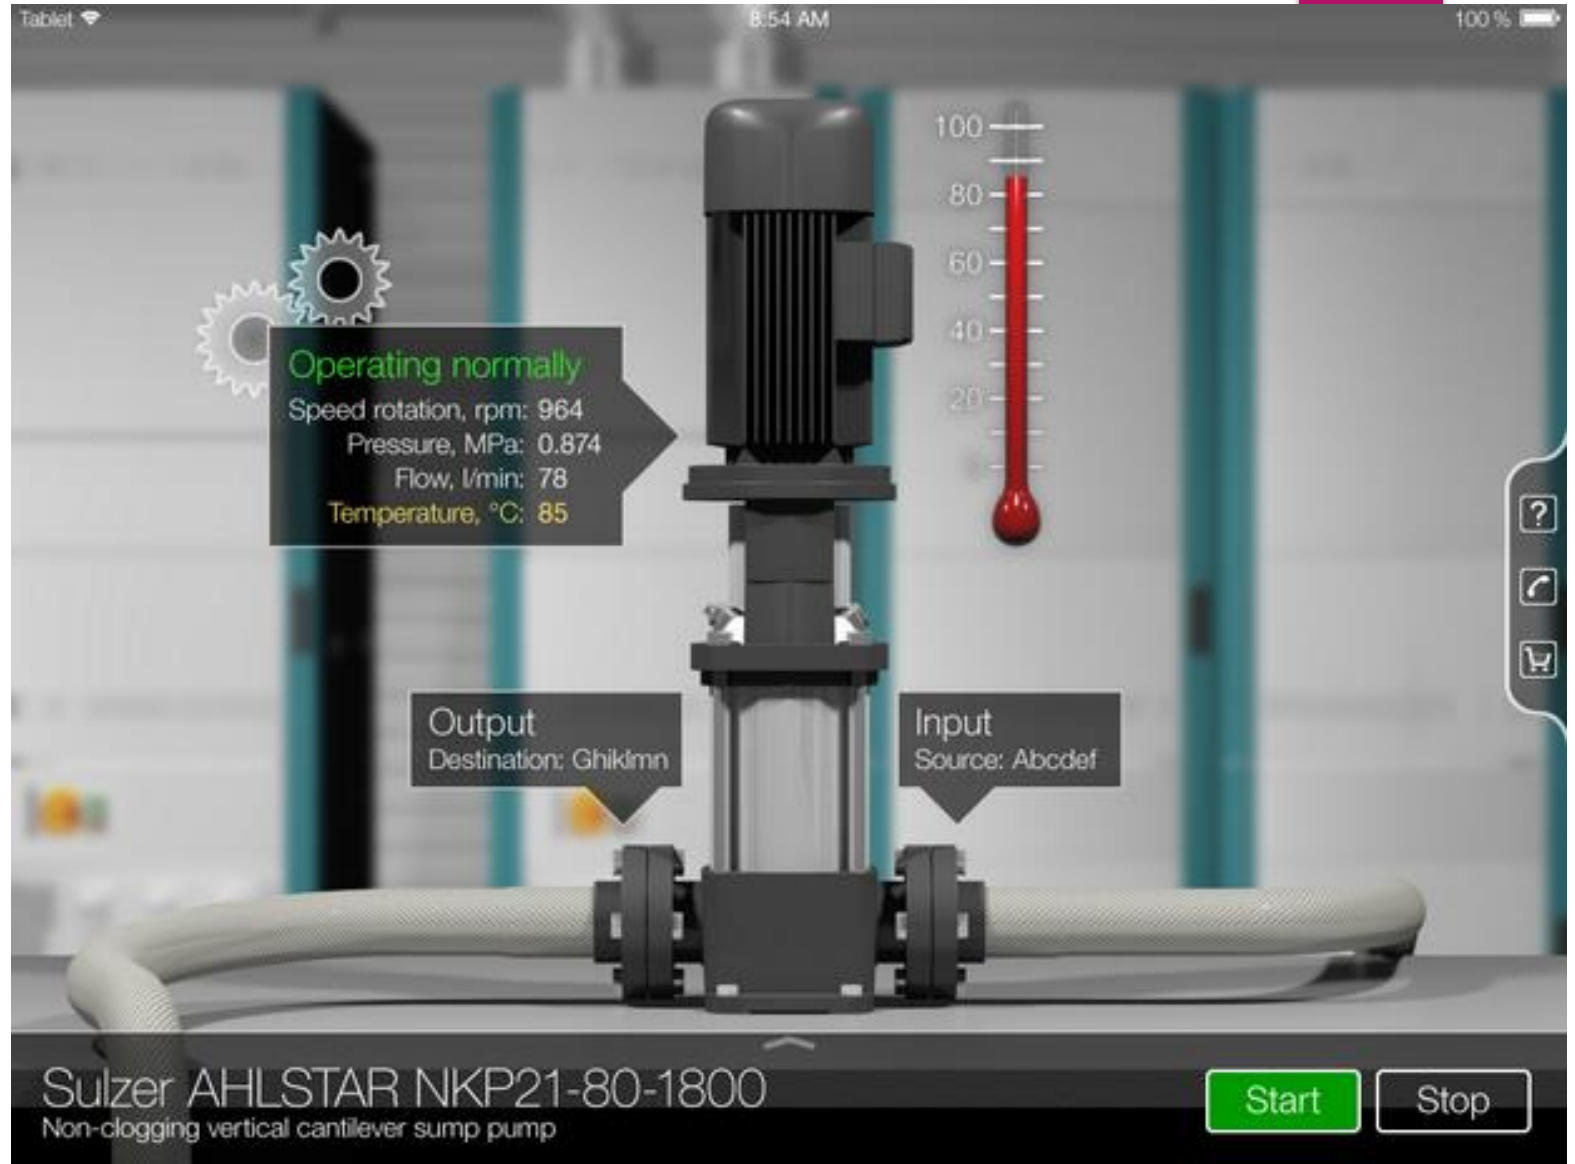 Tablet
8:54 AM
100 %
100
80
60
40
20
Operating normally
Speed rotation, rpm: 964
Pressure, MPa: 0.874
Flow, l/min: 78
Temperature, °C: 85
?
Output
Destination: Ghiklmn
Input
Source: Abcdef
Sulzer AHLSTAR NKP21-80-1800
Non-clogging vertical cantilever sump pump
Start
Stop